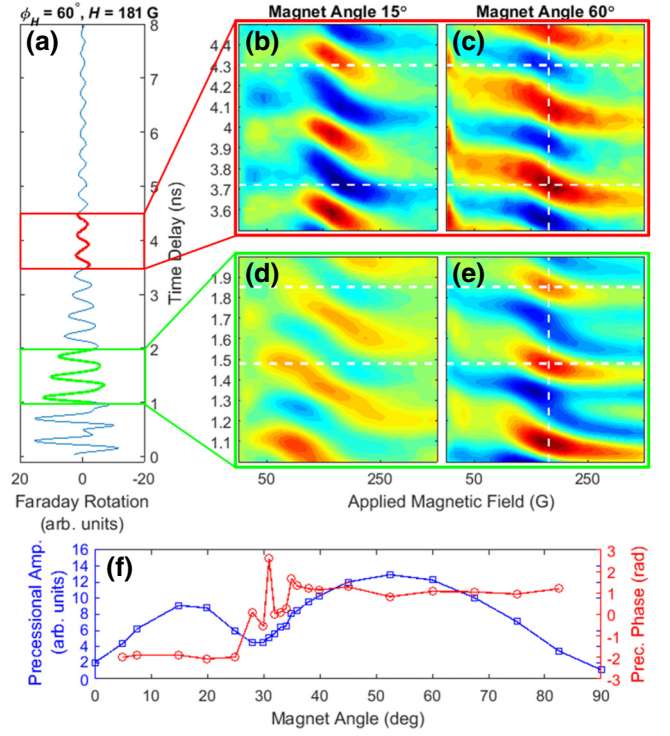 ϕH = 60°, H = 181 G
Magnet Angle 15°
Magnet Angle 60°
(a)
(b)
(c)
(d)
(e)
8
7
6
5
4
3
2
1
0
Time Delay (ns)
20 0 -20
Faraday Rotation
(arb. units)
4.4
4.3
4.2
4.1
4
3.9
3.8
3.7
3.6
1.9
1.8
1.7
1.6
1.5
1.4
1.3
1.2
1.1
50 250 50 250
Applied Magnetic Field (G)
(f)
Precessional Amp.
(arb. units)
16
14
12
10
8
6
4
2
0
3
2
1
0
-1
-2
-3
Prec. Phase (rad)
0 10 20 30 40 50 60 70 80 90
Magnet Angle (deg)